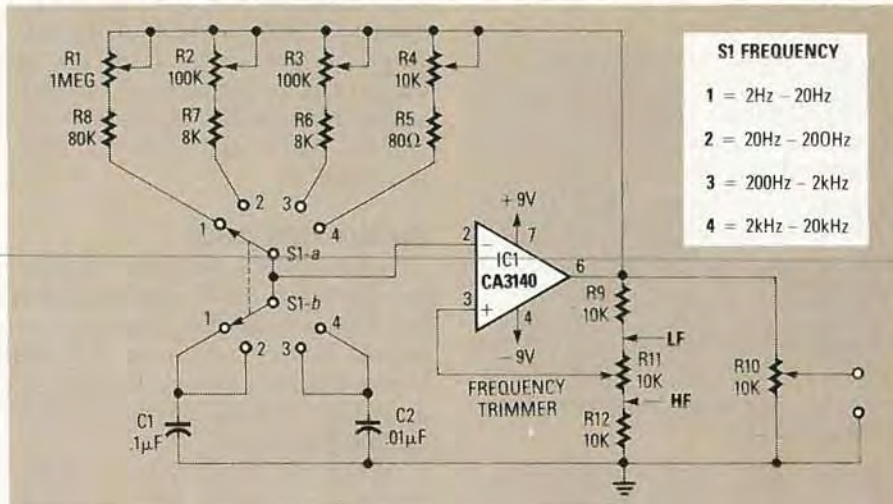 R1
1MEG
R2
100K
R3
100K
R4
10K
R8
80K
R7
8K
R6
8K
R5
80Ω
1
2
3
4
S1-a
S1-b
1
2
3
4
C1
.1µF
C2
.01µF
+9V
2
−
7
IC1
CA3140
6
3
+
4
−9V
FREQUENCY
TRIMMER
R9
10K
LF
R11
10K
HF
R12
10K
R10
10K
S1 FREQUENCY
1 = 2Hz – 20Hz
2 = 20Hz – 200Hz
3 = 200Hz – 2kHz
4 = 2kHz – 20kHz